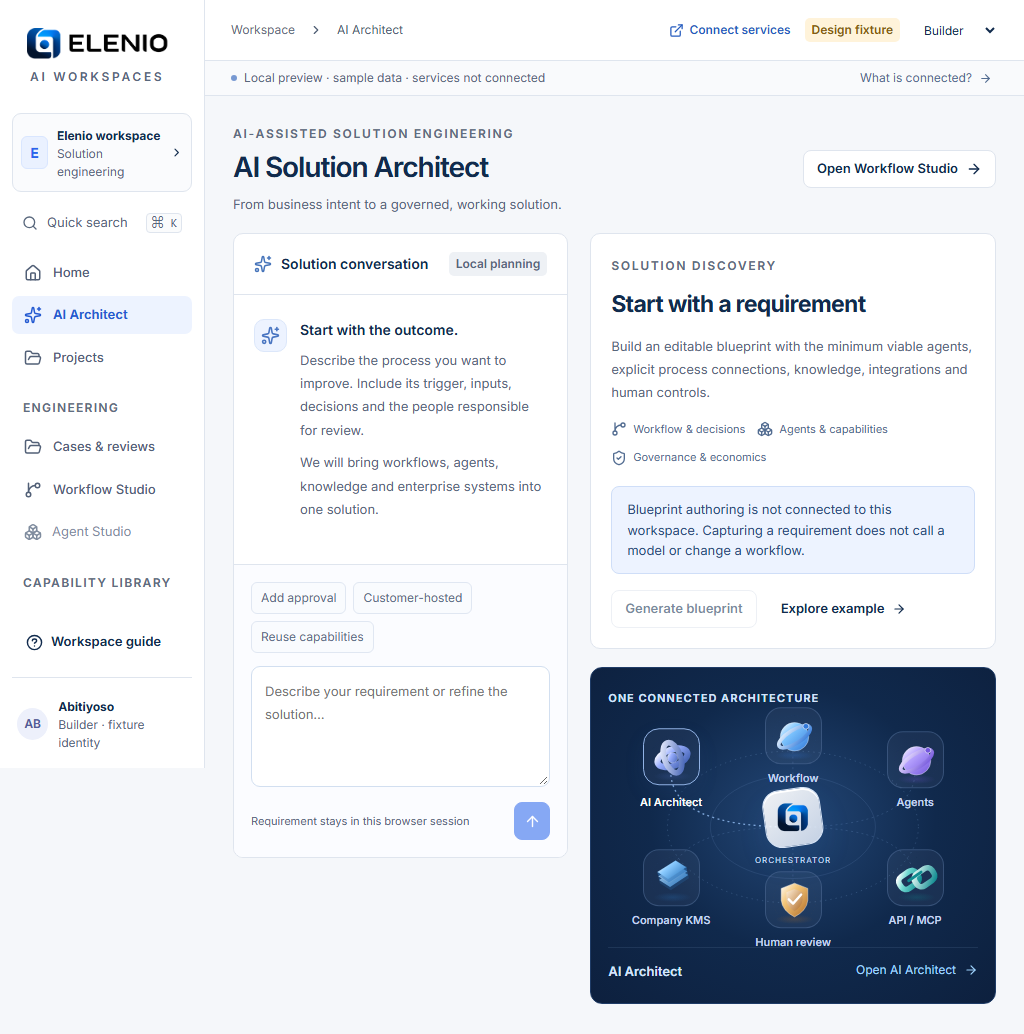 ELENIO
AI WORKSPACES
E
Elenio workspace
Solution
engineering
Quick search
⌘ K
Home
AI Architect
Projects
ENGINEERING
Cases & reviews
Workflow Studio
Agent Studio
CAPABILITY LIBRARY
Workspace guide
AB
Abitiyoso
Builder · fixture
identity
Workspace
AI Architect
Connect services
Design fixture
Builder
Local preview · sample data · services not connected
What is connected?
AI-ASSISTED SOLUTION ENGINEERING
AI Solution Architect
From business intent to a governed, working solution.
Open Workflow Studio
Solution conversation
Local planning
Start with the outcome.
Describe the process you want to
improve. Include its trigger, inputs,
decisions and the people responsible
for review.
We will bring workflows, agents,
knowledge and enterprise systems into
one solution.
Add approval
Customer-hosted
Reuse capabilities
Describe your requirement or refine the
solution...
Requirement stays in this browser session
SOLUTION DISCOVERY
Start with a requirement
Build an editable blueprint with the minimum viable agents,
explicit process connections, knowledge, integrations and
human controls.
Workflow & decisions
Agents & capabilities
Governance & economics
Blueprint authoring is not connected to this
workspace. Capturing a requirement does not call a
model or change a workflow.
Generate blueprint
Explore example
ONE CONNECTED ARCHITECTURE
Workflow
AI Architect
Agents
ORCHESTRATOR
Company KMS
API / MCP
Human review
AI Architect
Open AI Architect